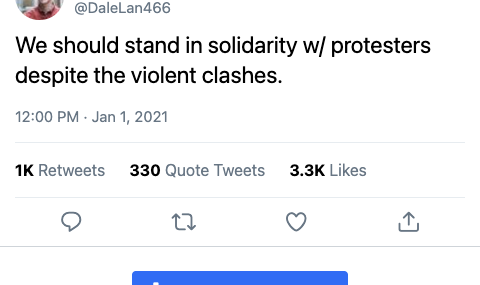 @DaleLan466
We should stand in solidarity w/ protesters
despite the violent clashes.
12:00 PM · Jan 1, 2021
1K Retweets 330 Quote Tweets 3.3K Likes